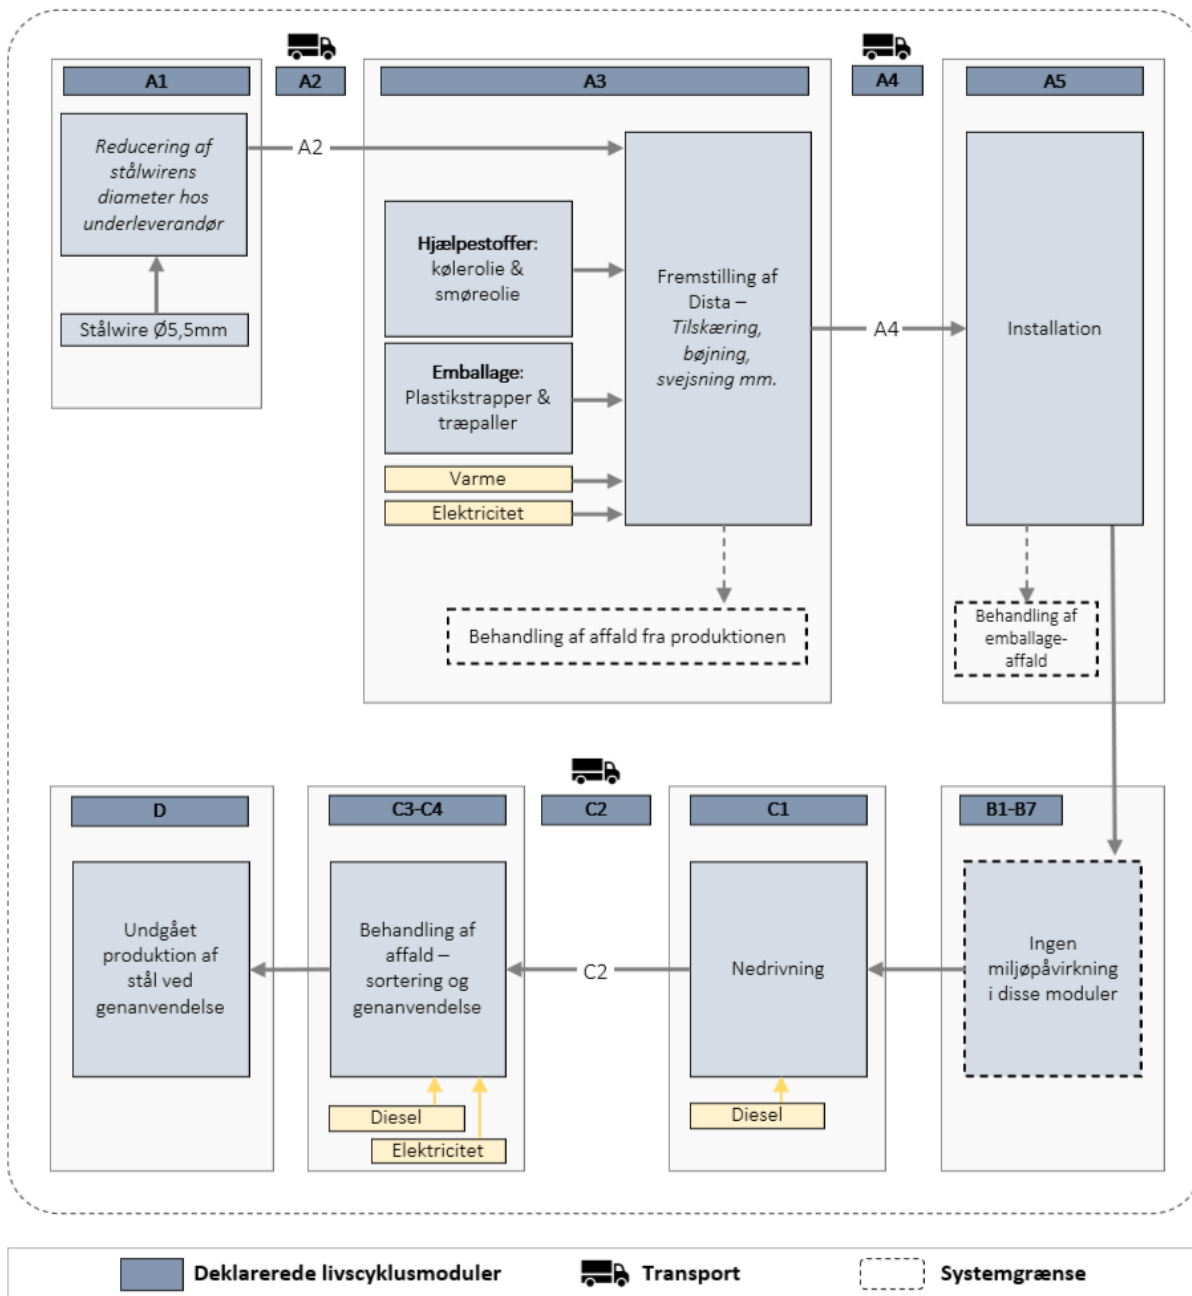 A1
A2
A3
A4
A5
Reducering af
stålwirens
diameter hos
underleverandør
Stålwire Ø5,5mm
A2
Hjælpestoffer:
kølerolie &
smøreolie
Emballage:
Plastikstrapper &
træpaller
Varme
Elektricitet
Fremstilling af
Dista –
Tilskæring,
bøjning,
svejsning mm.
Behandling af affald fra produktionen
A4
Installation
Behandling af
emballage-
affald
D
C3-C4
C2
C1
B1-B7
Undgået
produktion af
stål ved
genanvendelse
Behandling af
affald –
sortering og
genanvendelse
Diesel
Elektricitet
C2
Nedrivning
Diesel
Ingen
miljøpåvirkning
i disse moduler
Deklarerede livscyklusmoduler
Transport
Systemgrænse